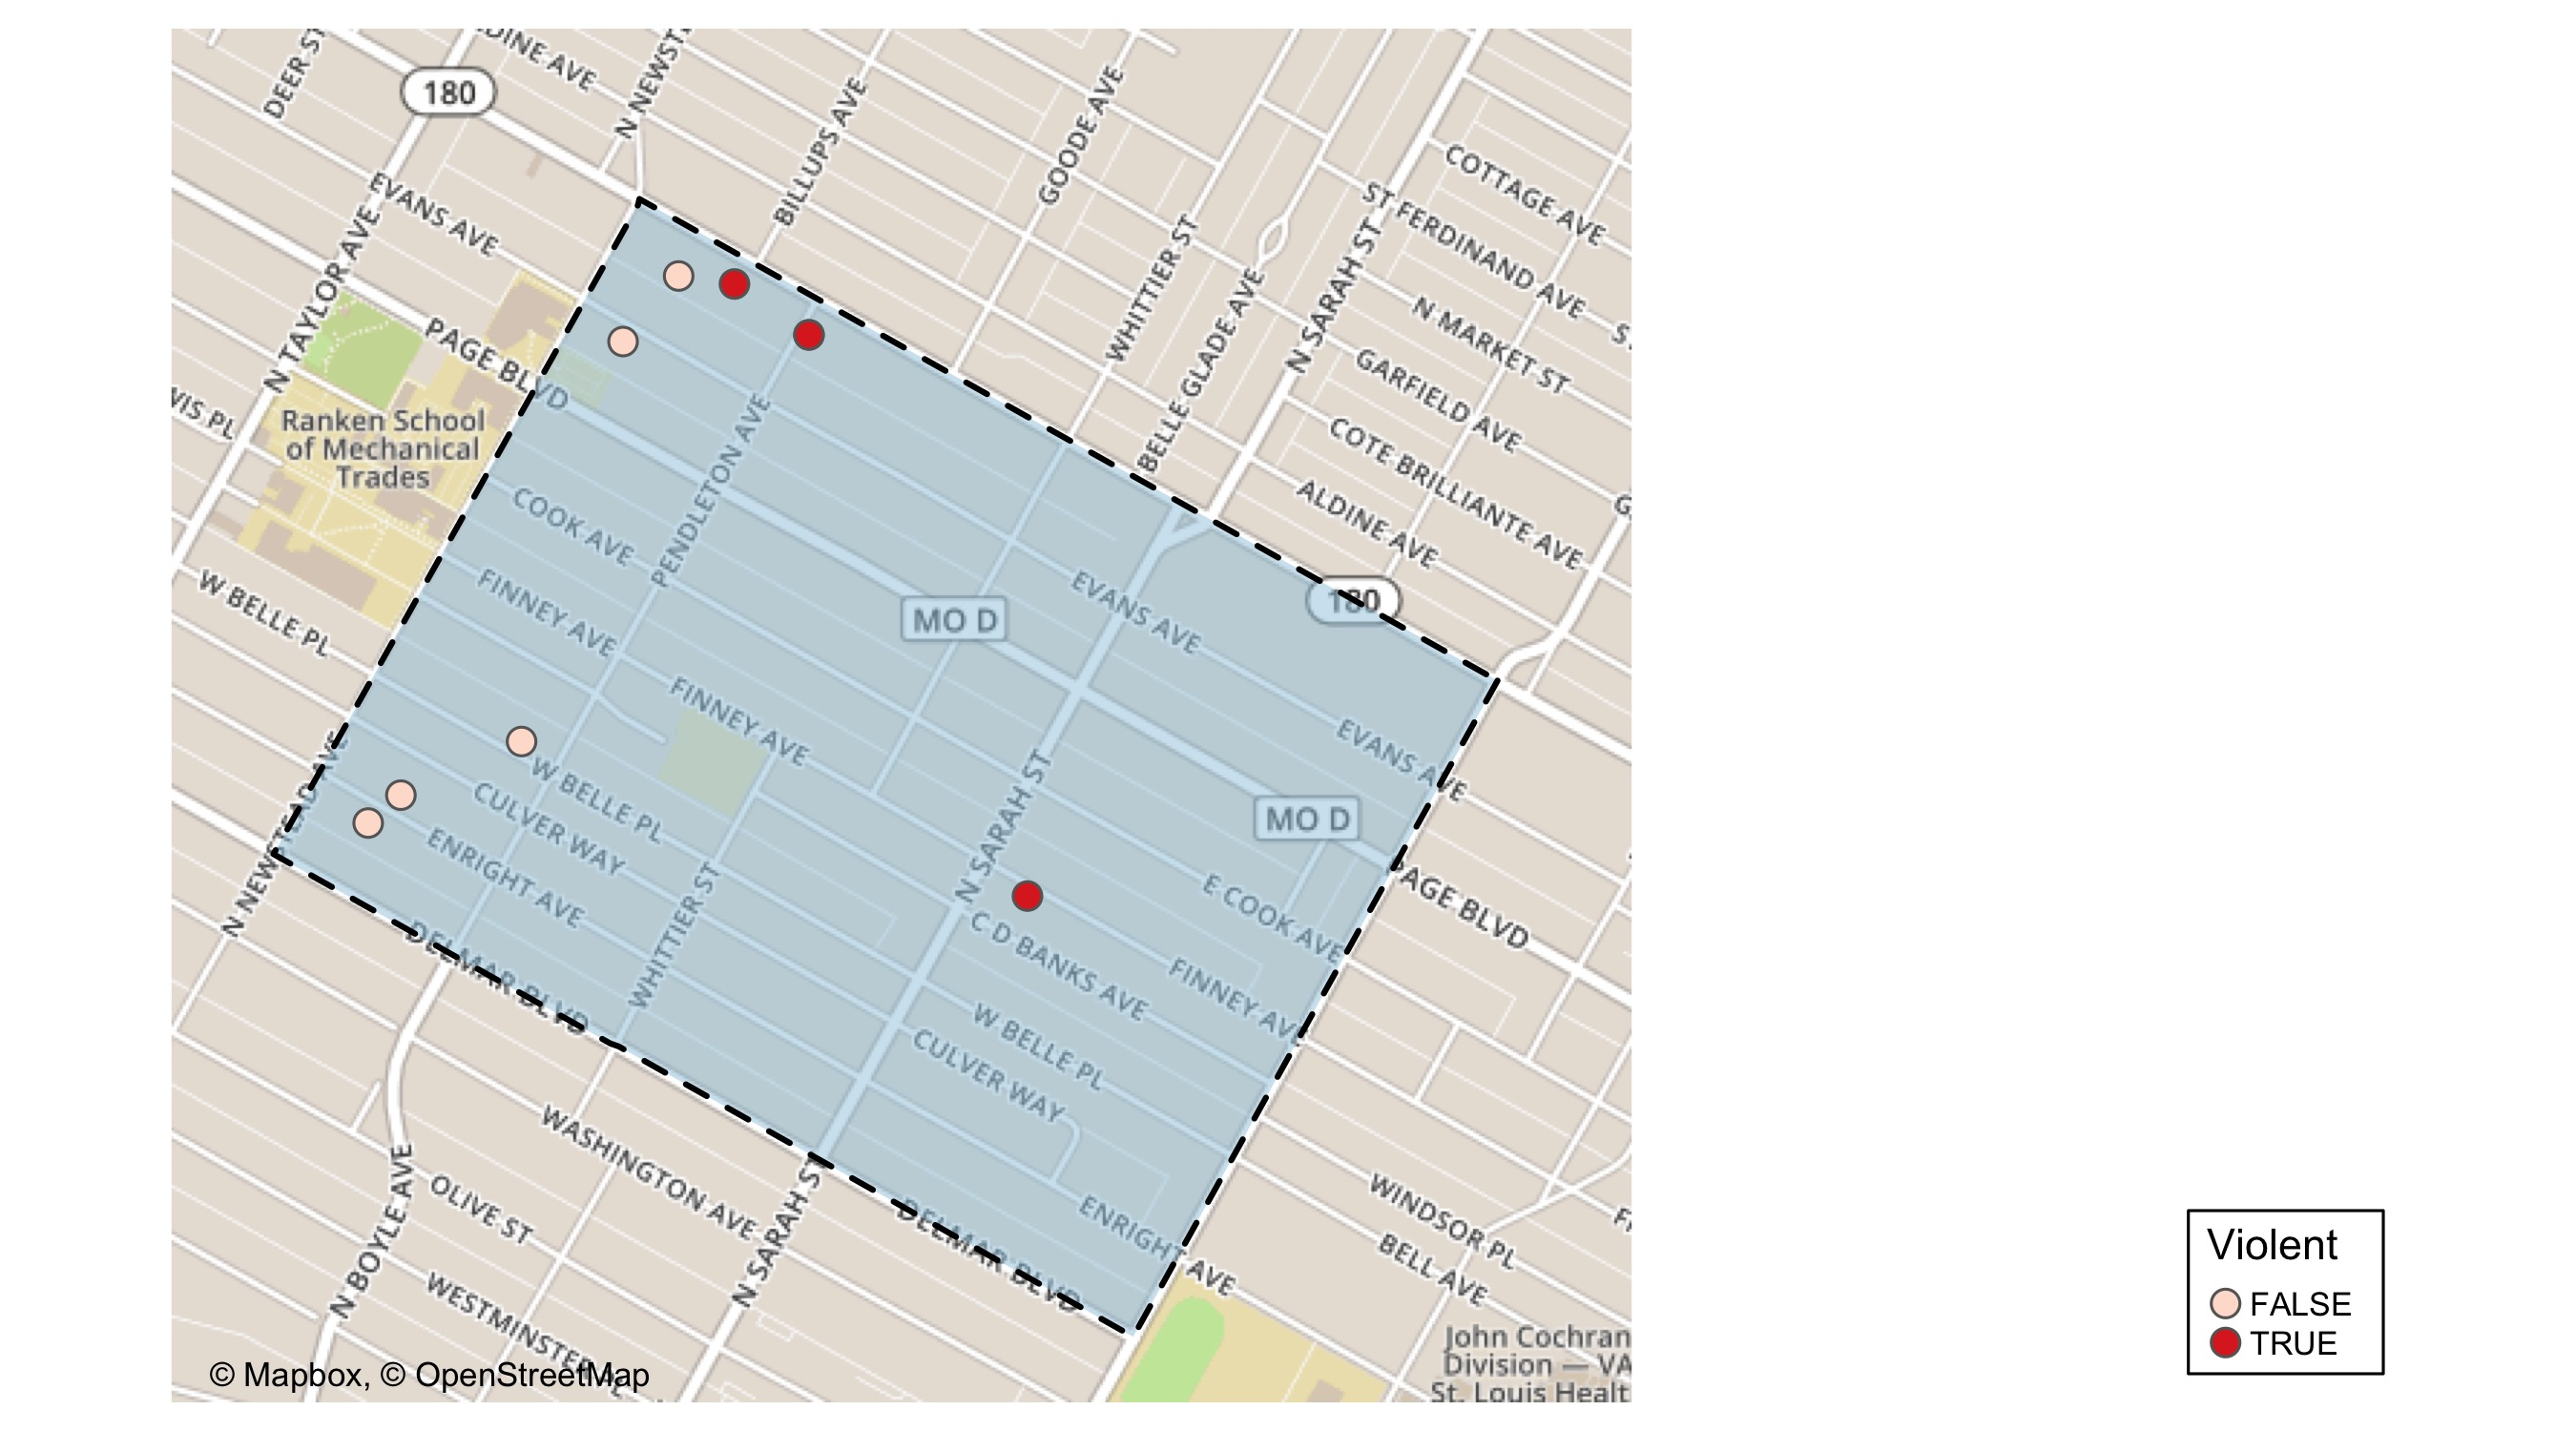 DEER ST
DINE AVE
N NEWST
180
BILLUPS AVE
GOODE AVE
COTTAGE AVE
EVANS AVE
ST FERDINAND AVE
N TAYLOR AVE
WHITTIER ST
BELLE GLADE AVE
N SARAH ST
N MARKET ST
S
PAGE BLVD
GARFIELD AVE
VIS PL
Ranken School
of Mechanical
Trades
PENDLETON AVE
COTE BRILLIANTE AVE
ALDINE AVE
G
COOK AVE
FINNEY AVE
W BELLE PL
MO D
EVANS AVE
180
FINNEY AVE
EVANS AVE
N SARAH ST
W BELLE PL
CULVER WAY
MO D
ENRIGHT AVE
N NEWSTEAD AVE
WHITTIER ST
E COOK AVE
PAGE BLVD
C D BANKS AVE
FINNEY AVE
DELMAR BLVD
W BELLE PL
CULVER WAY
WASHINGTON AVE
OLIVE ST
N BOYLE AVE
N SARAH ST
WINDSOR PL
BELL AVE
ENRIGHT AVE
DELMAR BLVD
WESTMINSTER PL
John Cochran
Division — VA
St. Louis Healt
© Mapbox, © OpenStreetMap
Violent
FALSE
TRUE